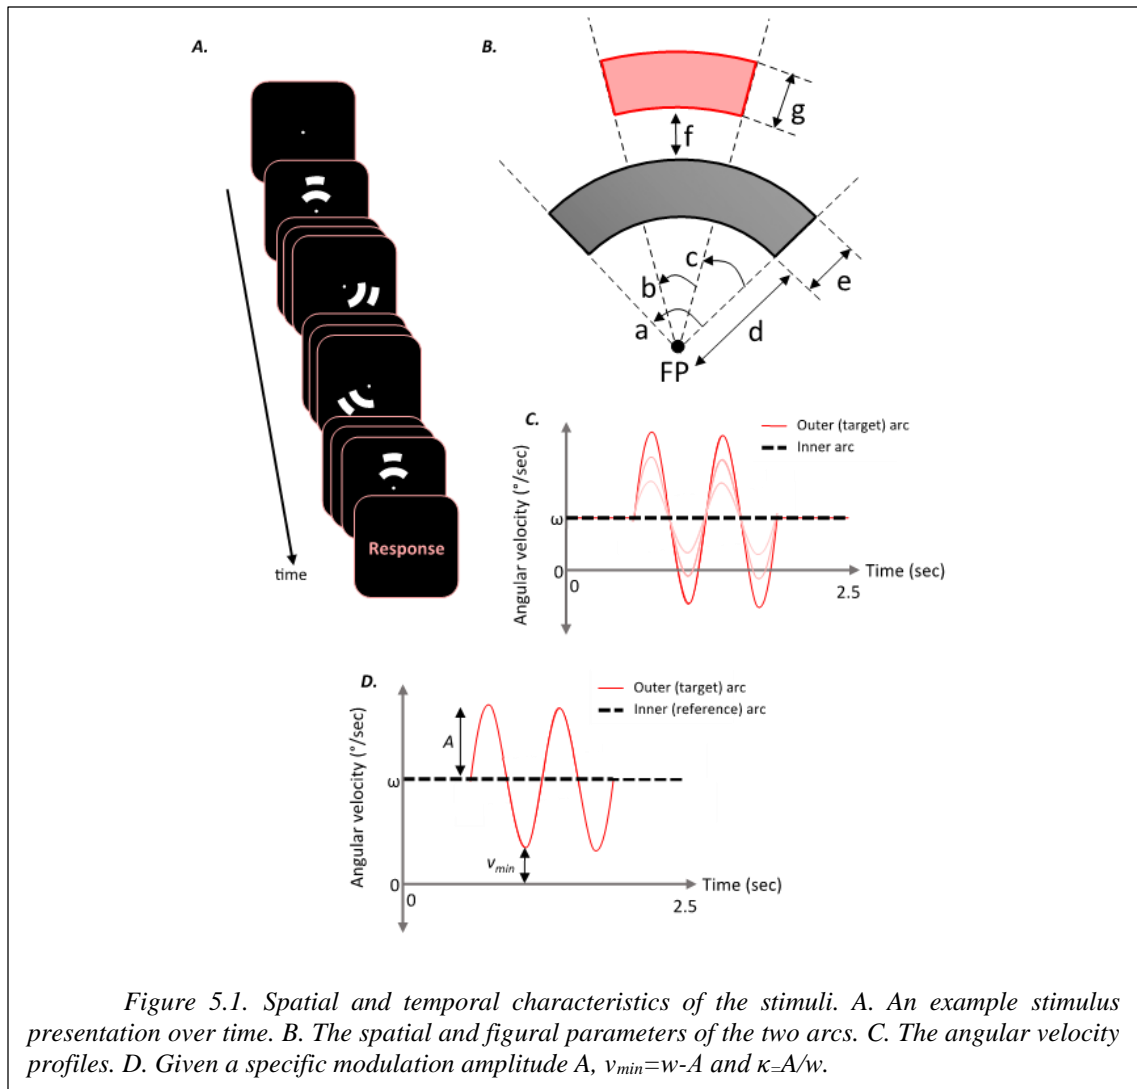 A.
time
Response
B.
g
f
c
b
e
a
d
FP
C.
Outer (target) arc
Inner arc
Angular velocity (°/sec)
ω
0
0
Time (sec)
2.5
D.
Outer (target) arc
Inner (reference) arc
Angular velocity (°/sec)
A
ω
vmin
0
0
Time (sec)
2.5
Figure 5.1. Spatial and temporal characteristics of the stimuli. A. An example stimulus
presentation over time. B. The spatial and figural parameters of the two arcs. C. The angular velocity
profiles. D. Given a specific modulation amplitude A, vmin=w-A and κ=A/w.